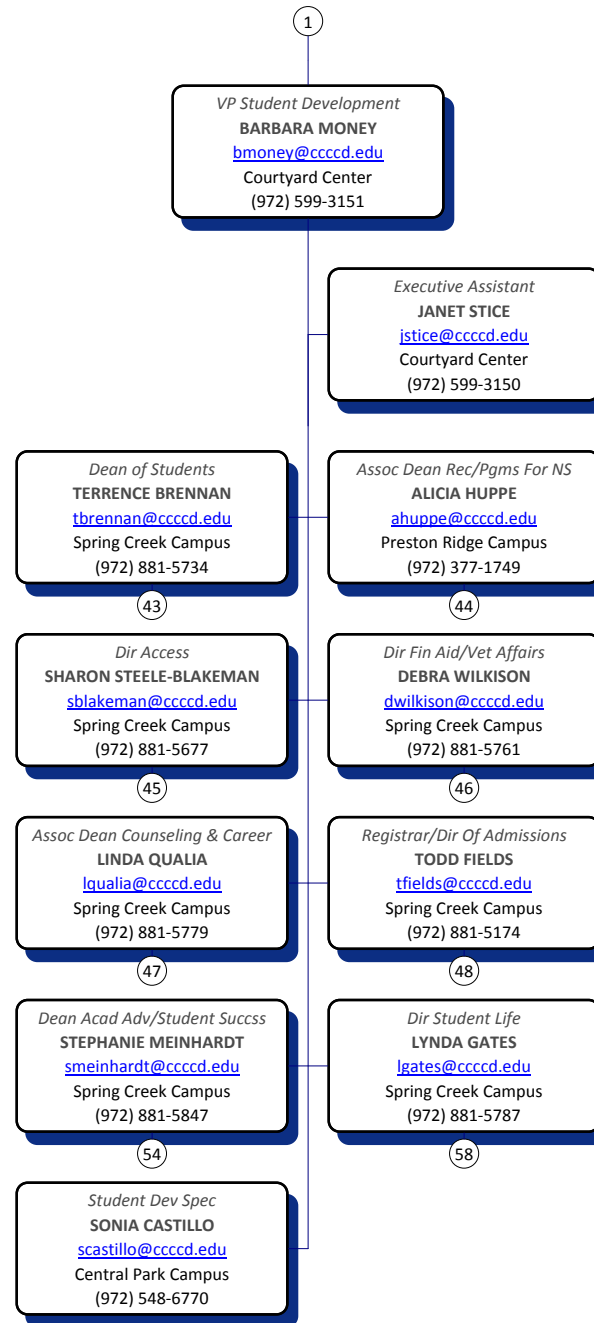 1
VP Student Development
BARBARA MONEY
bmoney@ccccd.edu
Courtyard Center
(972) 599-3151
Executive Assistant
JANET STICE
jstice@ccccd.edu
Courtyard Center
(972) 599-3150
Dean of Students
TERRENCE BRENNAN
tbrennan@ccccd.edu
Spring Creek Campus
(972) 881-5734
43
Assoc Dean Rec/Pgms For NS
ALICIA HUPPE
ahuppe@ccccd.edu
Preston Ridge Campus
(972) 377-1749
44
Dir Access
SHARON STEELE-BLAKEMAN
sblakeman@ccccd.edu
Spring Creek Campus
(972) 881-5677
45
Dir Fin Aid/Vet Affairs
DEBRA WILKISON
dwilkison@ccccd.edu
Spring Creek Campus
(972) 881-5761
46
Assoc Dean Counseling & Career
LINDA QUALIA
lqualia@ccccd.edu
Spring Creek Campus
(972) 881-5779
47
Registrar/Dir Of Admissions
TODD FIELDS
tfields@ccccd.edu
Spring Creek Campus
(972) 881-5174
48
Dean Acad Adv/Student Succss
STEPHANIE MEINHARDT
smeinhardt@ccccd.edu
Spring Creek Campus
(972) 881-5847
54
Dir Student Life
LYNDA GATES
lgates@ccccd.edu
Spring Creek Campus
(972) 881-5787
58
Student Dev Spec
SONIA CASTILLO
scastillo@ccccd.edu
Central Park Campus
(972) 548-6770